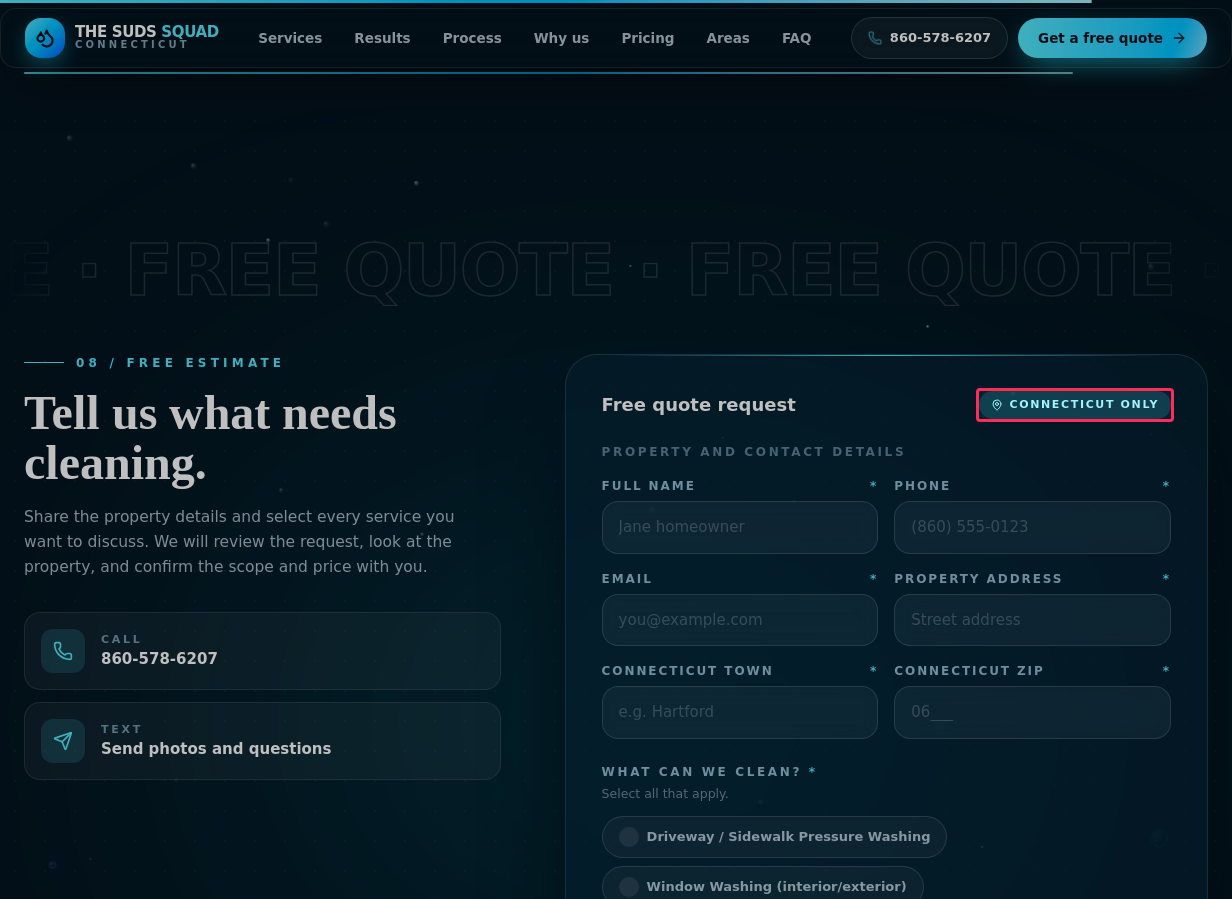 THE SUDS SQUAD
CONNECTICUT
Services
Results
Process
Why us
Pricing
Areas
FAQ
860-578-6207
Get a free quote
E · FREE QUOTE · FREE QUOTE
08 / FREE ESTIMATE
Tell us what needs
cleaning.
Share the property details and select every service you
want to discuss. We will review the request, look at the
property, and confirm the scope and price with you.
CALL
860-578-6207
TEXT
Send photos and questions
Free quote request
CONNECTICUT ONLY
PROPERTY AND CONTACT DETAILS
FULL NAME *
Jane homeowner
PHONE *
(860) 555-0123
EMAIL *
you@example.com
PROPERTY ADDRESS *
Street address
CONNECTICUT TOWN *
e.g. Hartford
CONNECTICUT ZIP *
06___
WHAT CAN WE CLEAN? *
Select all that apply.
Driveway / Sidewalk Pressure Washing
Window Washing (interior/exterior)